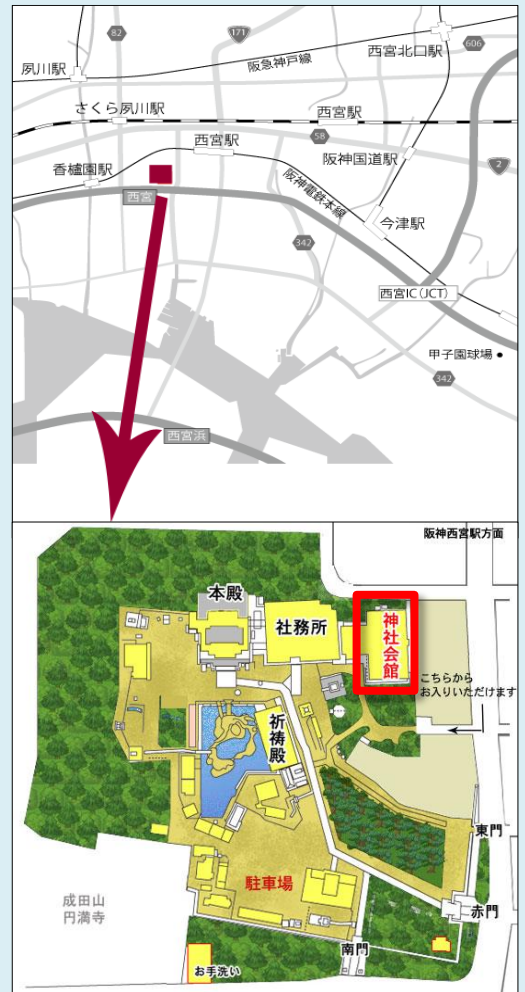 82
171
西宮北口駅
606
夙川駅
阪急神戸線
さくら夙川駅
西宮駅
58
西宮駅
阪神国道駅
2
香櫨園駅
西宮
阪神電鉄本線
今津駅
342
西宮IC(JCT)
甲子園球場
342
西宮浜
阪神西宮駅方面
本殿
社務所
神社会館
こちらから
お入りいただけます
祈祷殿
東門
駐車場
成田山
円満寺
赤門
南門
お手洗い